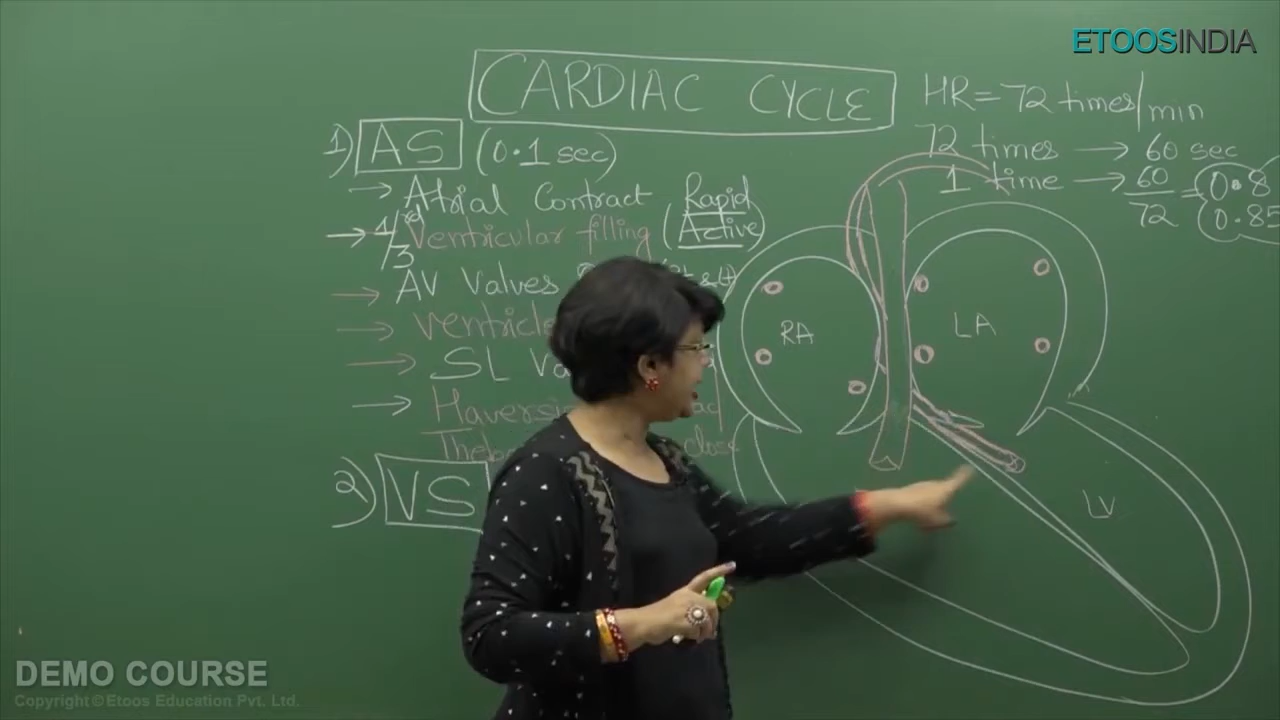 ETOOSINDIA
CARDIAC CYCLE
HR = 72 times/min
72 times → 60 sec
1 time → 60/72 = 0.8
0.85
1) AS (0.1 sec)
→ Atrial Contract Rapid
→ 1/3rd Ventricular filling (Active)
→ AV Valves
→ Ventricle
→ SL Va
→ Haversi
Theb close
2) VS
RA
LA
LV
DEMO COURSE
Copyright © Etoos Education Pvt. Ltd.